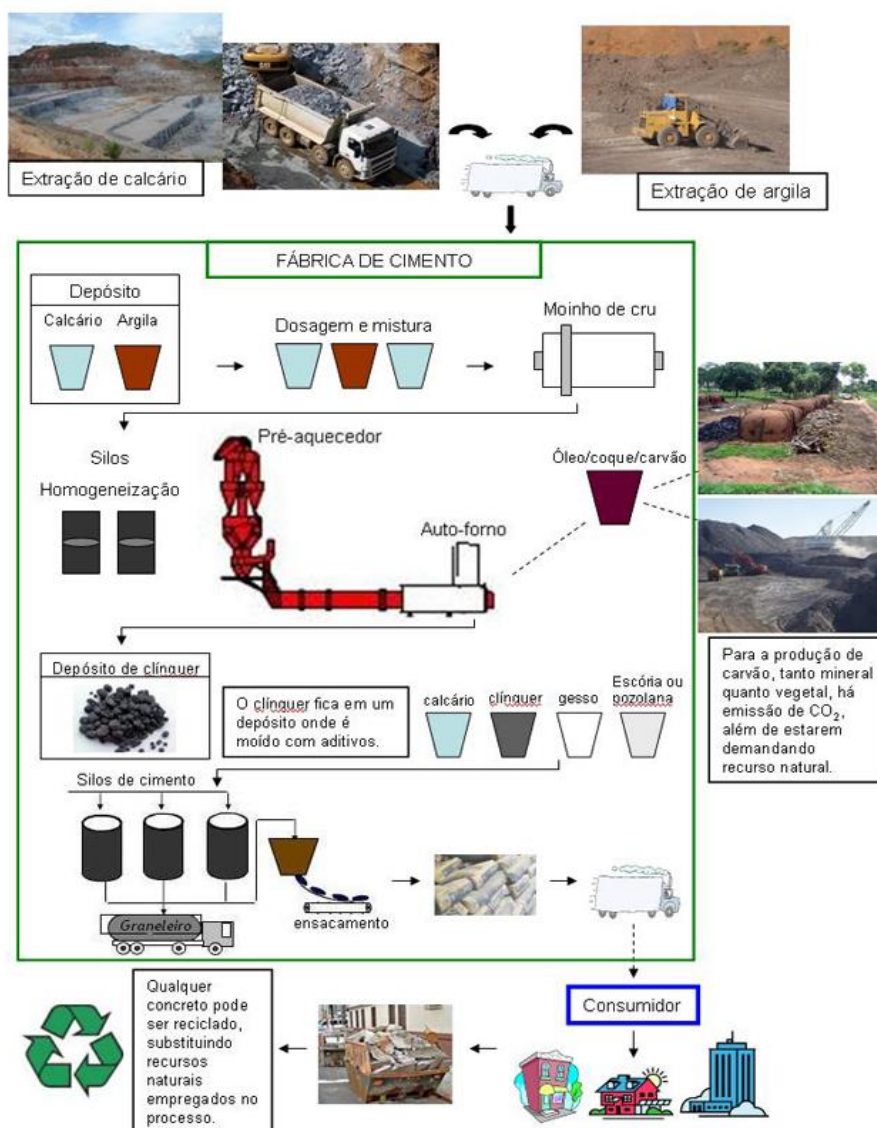 Extração de calcário
Extração de argila
FÁBRICA DE CIMENTO
Depósito
Calcário
Argila
Dosagem e mistura
Moinho de cru
Pré-aquecedor
Silos
Homogeneização
Óleo/coque/carvão
Auto-forno
Depósito de clínquer
O clínquer fica em um
depósito onde é
moído com aditivos.
calcário
clínquer
gesso
Escória ou
pozolana
Para a produção de
carvão, tanto mineral
quanto vegetal, há
emissão de CO₂,
além de estarem
demandando
recurso natural.
Silos de cimento
Graneleiro
ensacamento
Consumidor
Qualquer
concreto pode
ser reciclado,
substituindo
recursos
naturais
empregados no
processo.